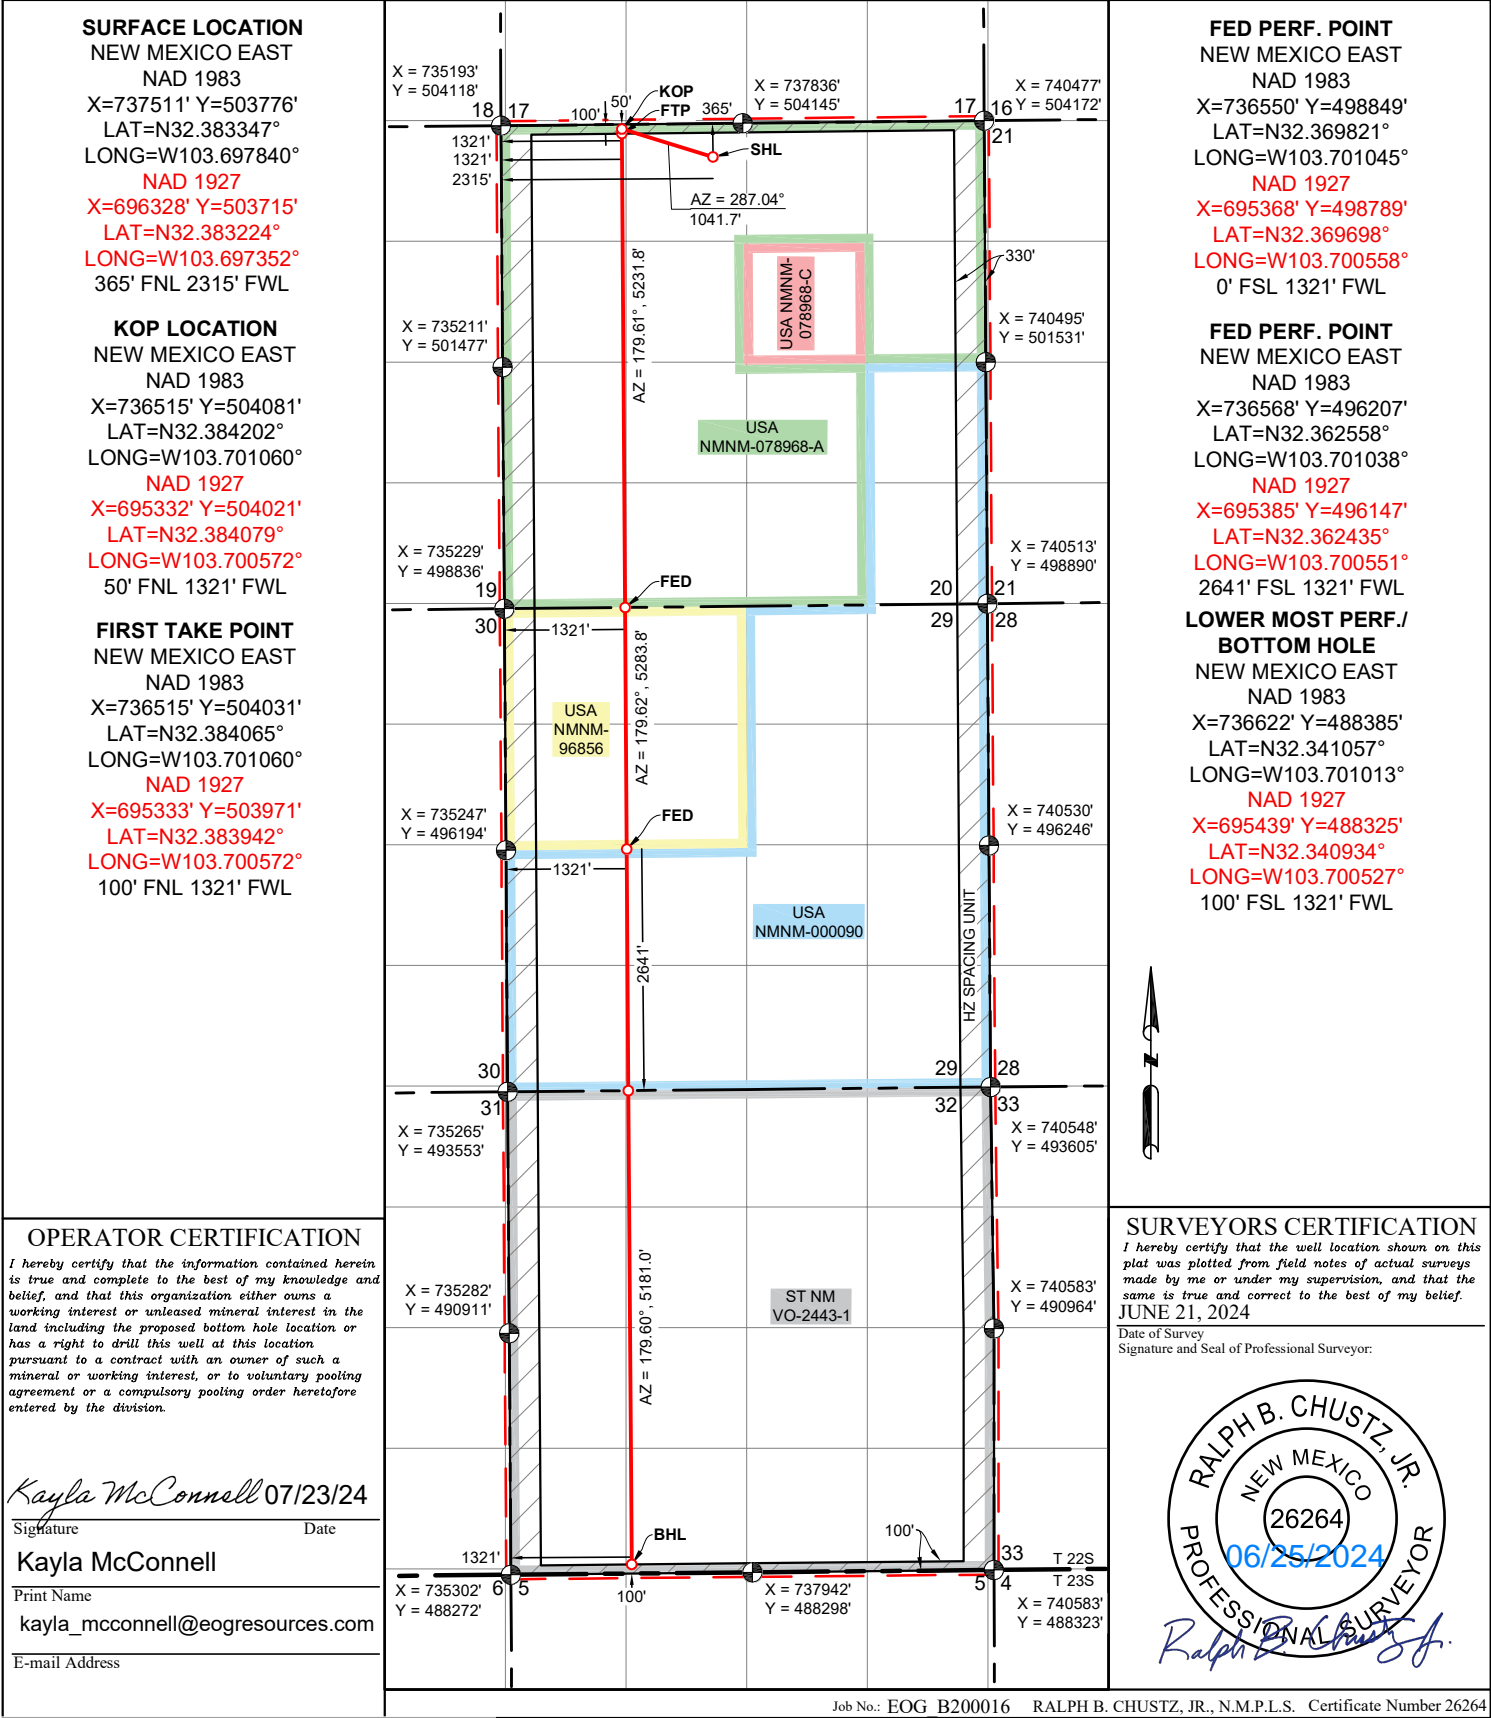 SURFACE LOCATION
NEW MEXICO EAST
NAD 1983
X=737511' Y=503776'
LAT=N32.383347°
LONG=W103.697840°
NAD 1927
X=696328' Y=503715'
LAT=N32.383224°
LONG=W103.697352°
365' FNL 2315' FWL
KOP LOCATION
NEW MEXICO EAST
NAD 1983
X=736515' Y=504081'
LAT=N32.384202°
LONG=W103.701060°
NAD 1927
X=695332' Y=504021'
LAT=N32.384079°
LONG=W103.700572°
50' FNL 1321' FWL
FIRST TAKE POINT
NEW MEXICO EAST
NAD 1983
X=736515' Y=504031'
LAT=N32.384065°
LONG=W103.701060°
NAD 1927
X=695333' Y=503971'
LAT=N32.383942°
LONG=W103.700572°
100' FNL 1321' FWL
OPERATOR CERTIFICATION
I hereby certify that the information contained herein
is true and complete to the best of my knowledge and
belief, and that this organization either owns a
working interest or unleased mineral interest in the
land including the proposed bottom hole location or
has a right to drill this well at this location
pursuant to a contract with an owner of such a
mineral or working interest, or to voluntary pooling
agreement or a compulsory pooling order heretofore
entered by the division.
Kayla McConnell 07/23/24
Signature Date
Kayla McConnell
Print Name
kayla_mcconnell@eogresources.com
E-mail Address
X = 735193'
Y = 504118'
X = 737836'
Y = 504145'
X = 740477'
Y = 504172'
KOP
FTP
18 17
100'
50'
365'
17 16
21
1321'
1321'
2315'
SHL
AZ = 287.04°
1041.7'
AZ = 179.61°, 5231.8'
USA NMNM-
078968-C
330'
X = 735211'
Y = 501477'
X = 740495'
Y = 501531'
USA
NMNM-078968-A
X = 735229'
Y = 498836'
X = 740513'
Y = 498890'
FED
19
20 21
30
29 28
1321'
AZ = 179.62°, 5283.8'
USA
NMNM-
96856
X = 735247'
Y = 496194'
X = 740530'
Y = 496246'
FED
1321'
USA
NMNM-000090
2641'
HZ SPACING UNIT
30
29 28
31
32 33
X = 735265'
Y = 493553'
X = 740548'
Y = 493605'
AZ = 179.60°, 5181.0'
ST NM
VO-2443-1
X = 735282'
Y = 490911'
X = 740583'
Y = 490964'
BHL
100'
1321'
33
T 22S
T 23S
6 5
5 4
100'
X = 735302'
Y = 488272'
X = 737942'
Y = 488298'
X = 740583'
Y = 488323'
FED PERF. POINT
NEW MEXICO EAST
NAD 1983
X=736550' Y=498849'
LAT=N32.369821°
LONG=W103.701045°
NAD 1927
X=695368' Y=498789'
LAT=N32.369698°
LONG=W103.700558°
0' FSL 1321' FWL
FED PERF. POINT
NEW MEXICO EAST
NAD 1983
X=736568' Y=496207'
LAT=N32.362558°
LONG=W103.701038°
NAD 1927
X=695385' Y=496147'
LAT=N32.362435°
LONG=W103.700551°
2641' FSL 1321' FWL
LOWER MOST PERF./
BOTTOM HOLE
NEW MEXICO EAST
NAD 1983
X=736622' Y=488385'
LAT=N32.341057°
LONG=W103.701013°
NAD 1927
X=695439' Y=488325'
LAT=N32.340934°
LONG=W103.700527°
100' FSL 1321' FWL
N
SURVEYORS CERTIFICATION
I hereby certify that the well location shown on this
plat was plotted from field notes of actual surveys
made by me or under my supervision, and that the
same is true and correct to the best of my belief.
JUNE 21, 2024
Date of Survey
Signature and Seal of Professional Surveyor:
RALPH B. CHUSTZ, JR.
NEW MEXICO
26264
06/25/2024
PROFESSIONAL SURVEYOR
Ralph B. Chustz Jr.
Job No.: EOG_B200016 RALPH B. CHUSTZ, JR., N.M.P.L.S. Certificate Number 26264